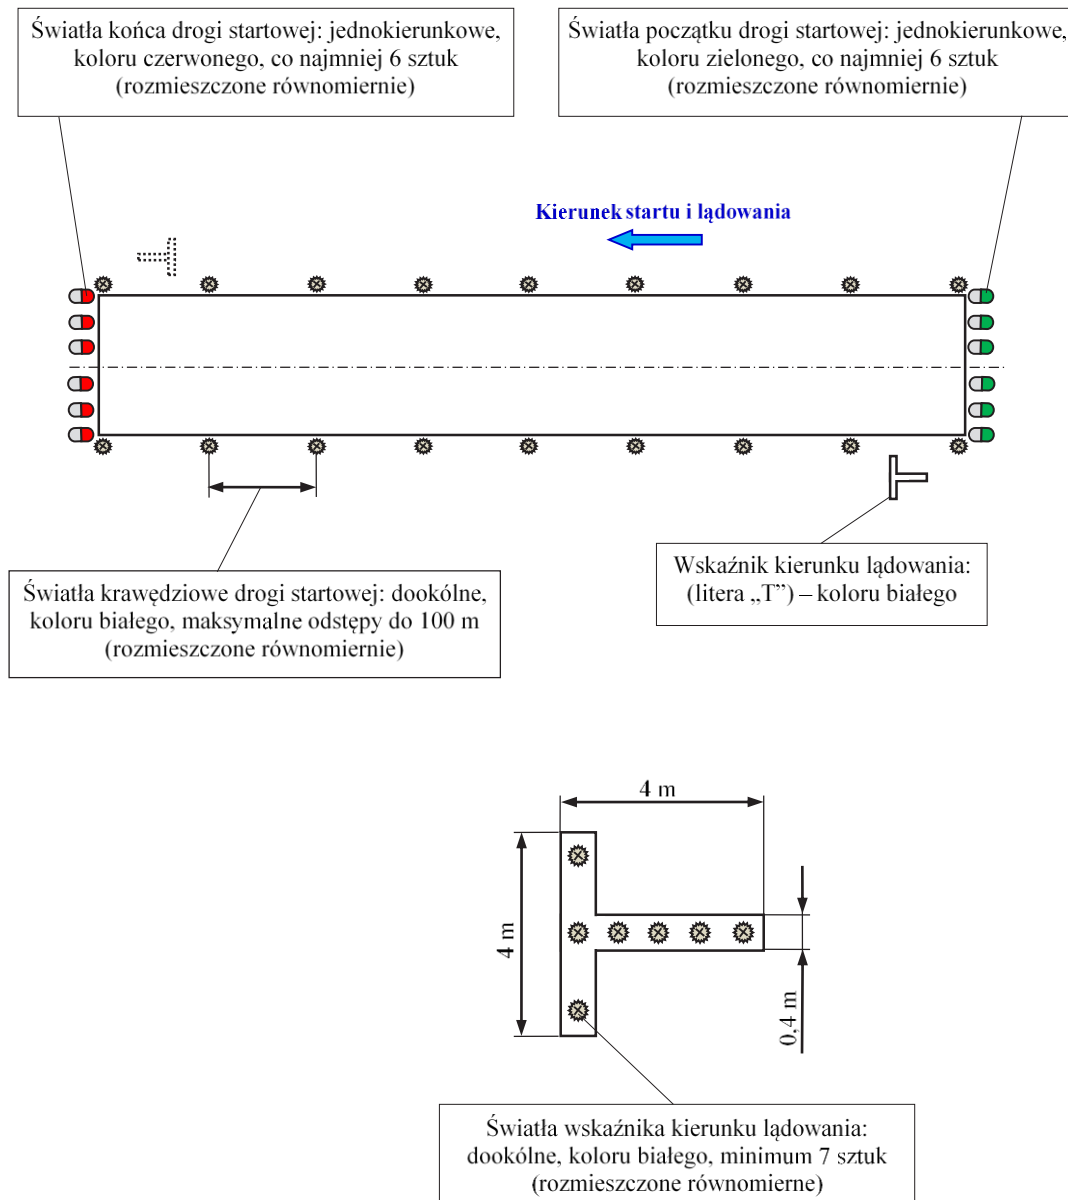 Światła końca drogi startowej: jednokierunkowe,
koloru czerwonego, co najmniej 6 sztuk
(rozmieszczone równomiernie)
Światła początku drogi startowej: jednokierunkowe,
koloru zielonego, co najmniej 6 sztuk
(rozmieszczone równomiernie)
Kierunek startu i lądowania
Światła krawędziowe drogi startowej: dookólne,
koloru białego, maksymalne odstępy do 100 m
(rozmieszczone równomiernie)
Wskaźnik kierunku lądowania:
(litera „T”) – koloru białego
4 m
4 m
0,4 m
Światła wskaźnika kierunku lądowania:
dookólne, koloru białego, minimum 7 sztuk
(rozmieszczone równomierne)